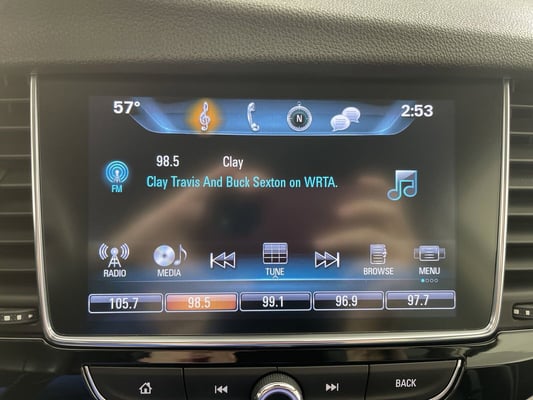 57° 2:53
N
98.5 Clay
FM Clay Travis And Buck Sexton on WRTA.
RADIO MEDIA TUNE BROWSE MENU
105.7 98.5 99.1 96.9 97.7
BACK